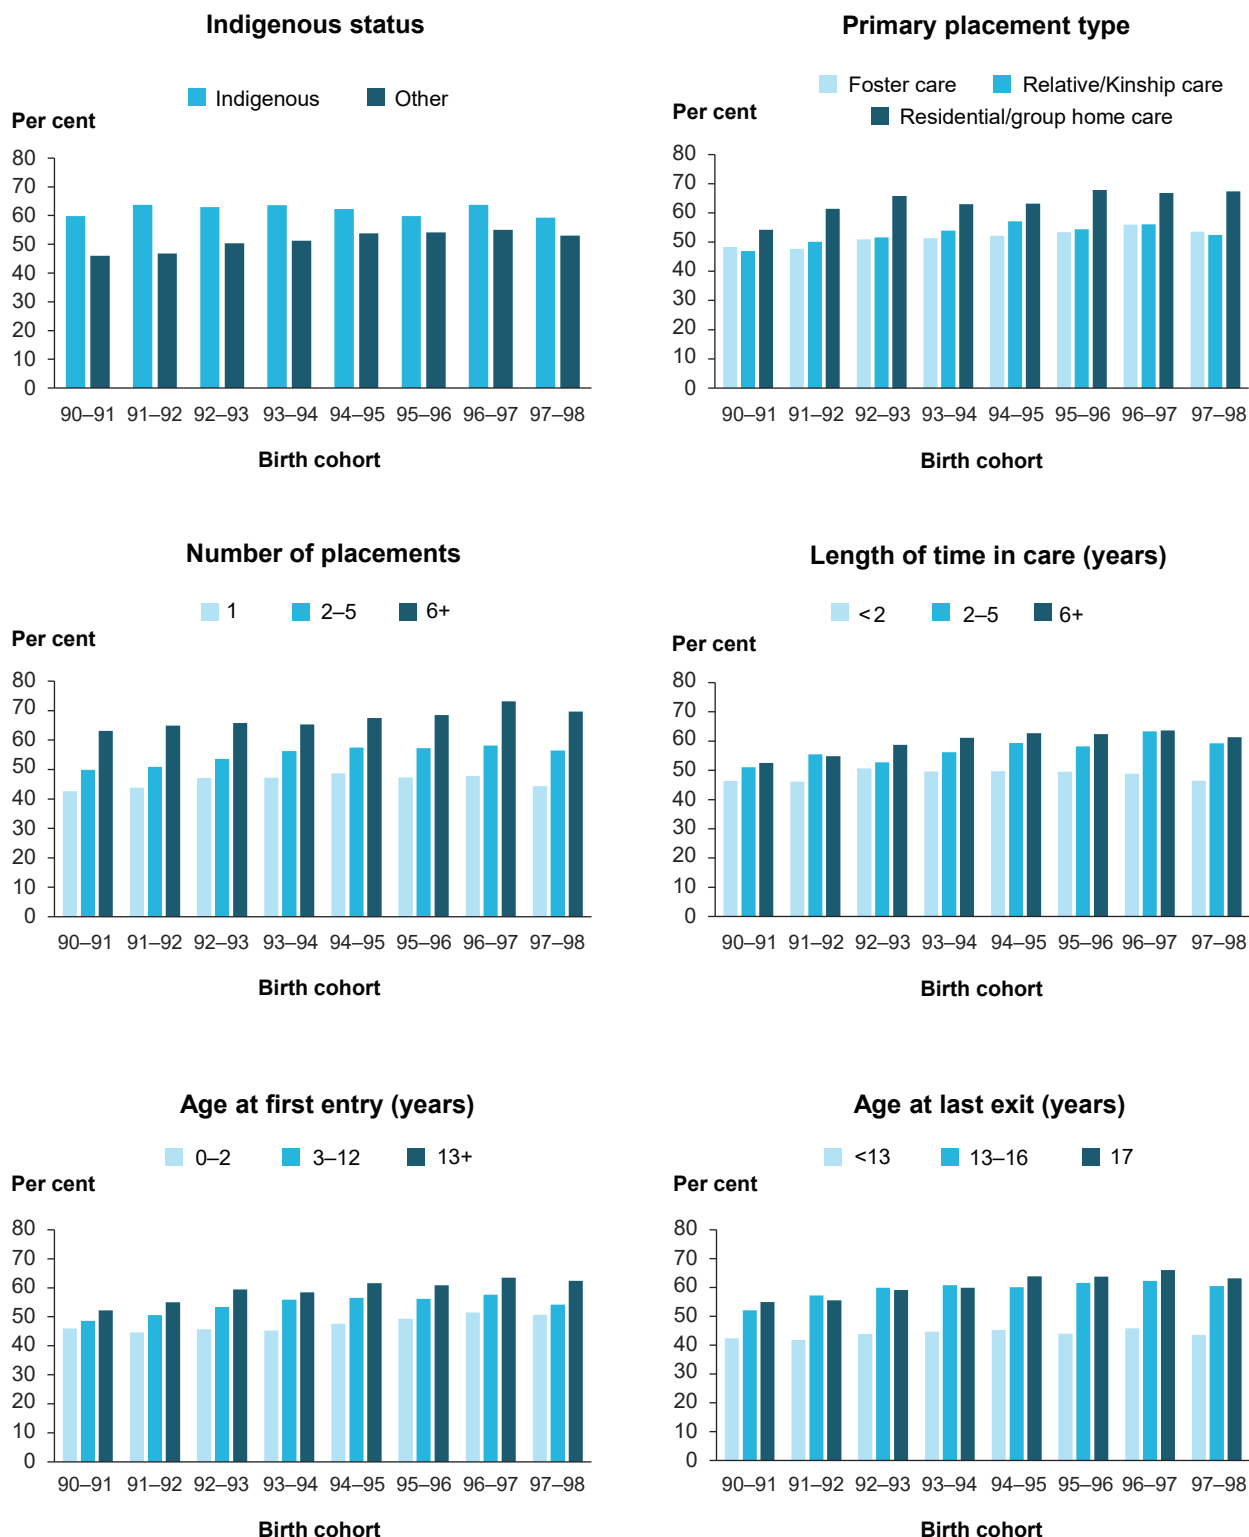 Indigenous status
Indigenous Other
Per cent
80
70
60
50
40
30
20
10
0
90–91 91–92 92–93 93–94 94–95 95–96 96–97 97–98
Birth cohort
Primary placement type
Foster care Relative/Kinship care
Residential/group home care
Per cent
80
70
60
50
40
30
20
10
0
90–91 91–92 92–93 93–94 94–95 95–96 96–97 97–98
Birth cohort
Number of placements
1 2–5 6+
Per cent
80
70
60
50
40
30
20
10
0
90–91 91–92 92–93 93–94 94–95 95–96 96–97 97–98
Birth cohort
Length of time in care (years)
<2 2–5 6+
Per cent
80
70
60
50
40
30
20
10
0
90–91 91–92 92–93 93–94 94–95 95–96 96–97 97–98
Birth cohort
Age at first entry (years)
0–2 3–12 13+
Per cent
80
70
60
50
40
30
20
10
0
90–91 91–92 92–93 93–94 94–95 95–96 96–97 97–98
Birth cohort
Age at last exit (years)
<13 13–16 17
Per cent
80
70
60
50
40
30
20
10
0
90–91 91–92 92–93 93–94 94–95 95–96 96–97 97–98
Birth cohort